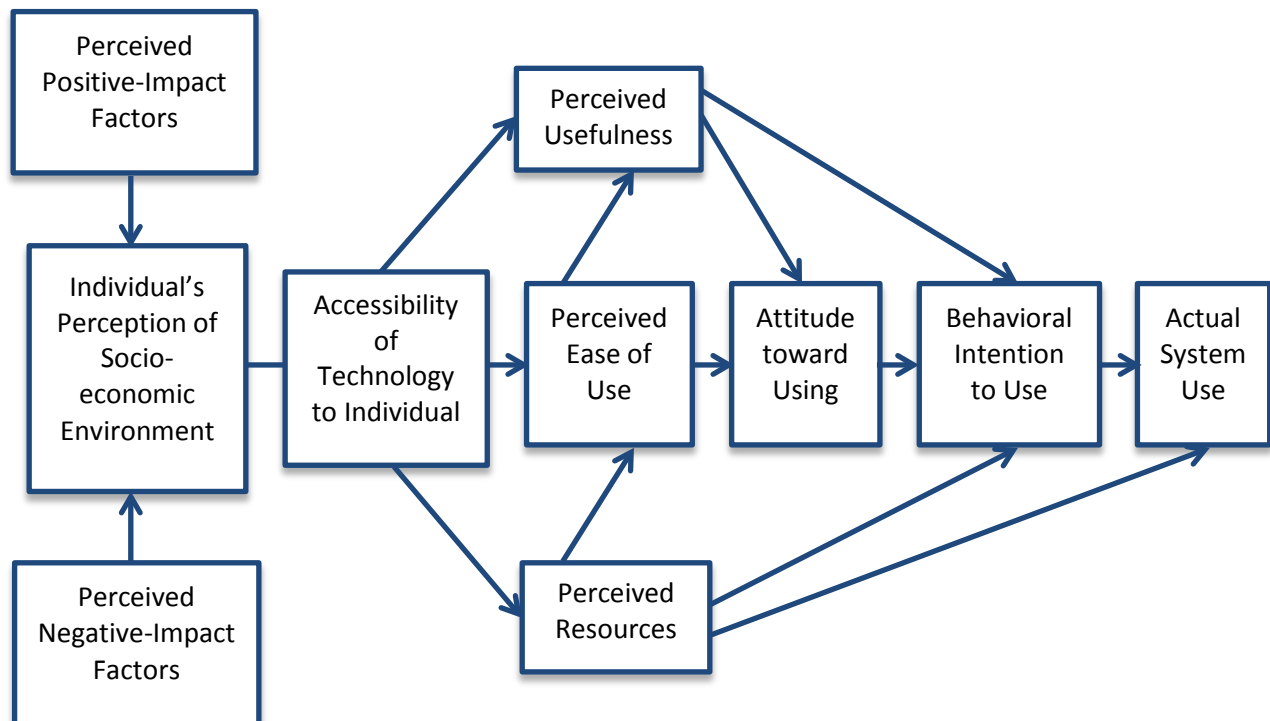 Perceived
Positive-Impact
Factors
Individual's
Perception of
Socio-
economic
Environment
Perceived
Negative-Impact
Factors
Accessibility
of
Technology
to Individual
Perceived
Usefulness
Perceived
Ease of
Use
Perceived
Resources
Attitude
toward
Using
Behavioral
Intention
to Use
Actual
System
Use